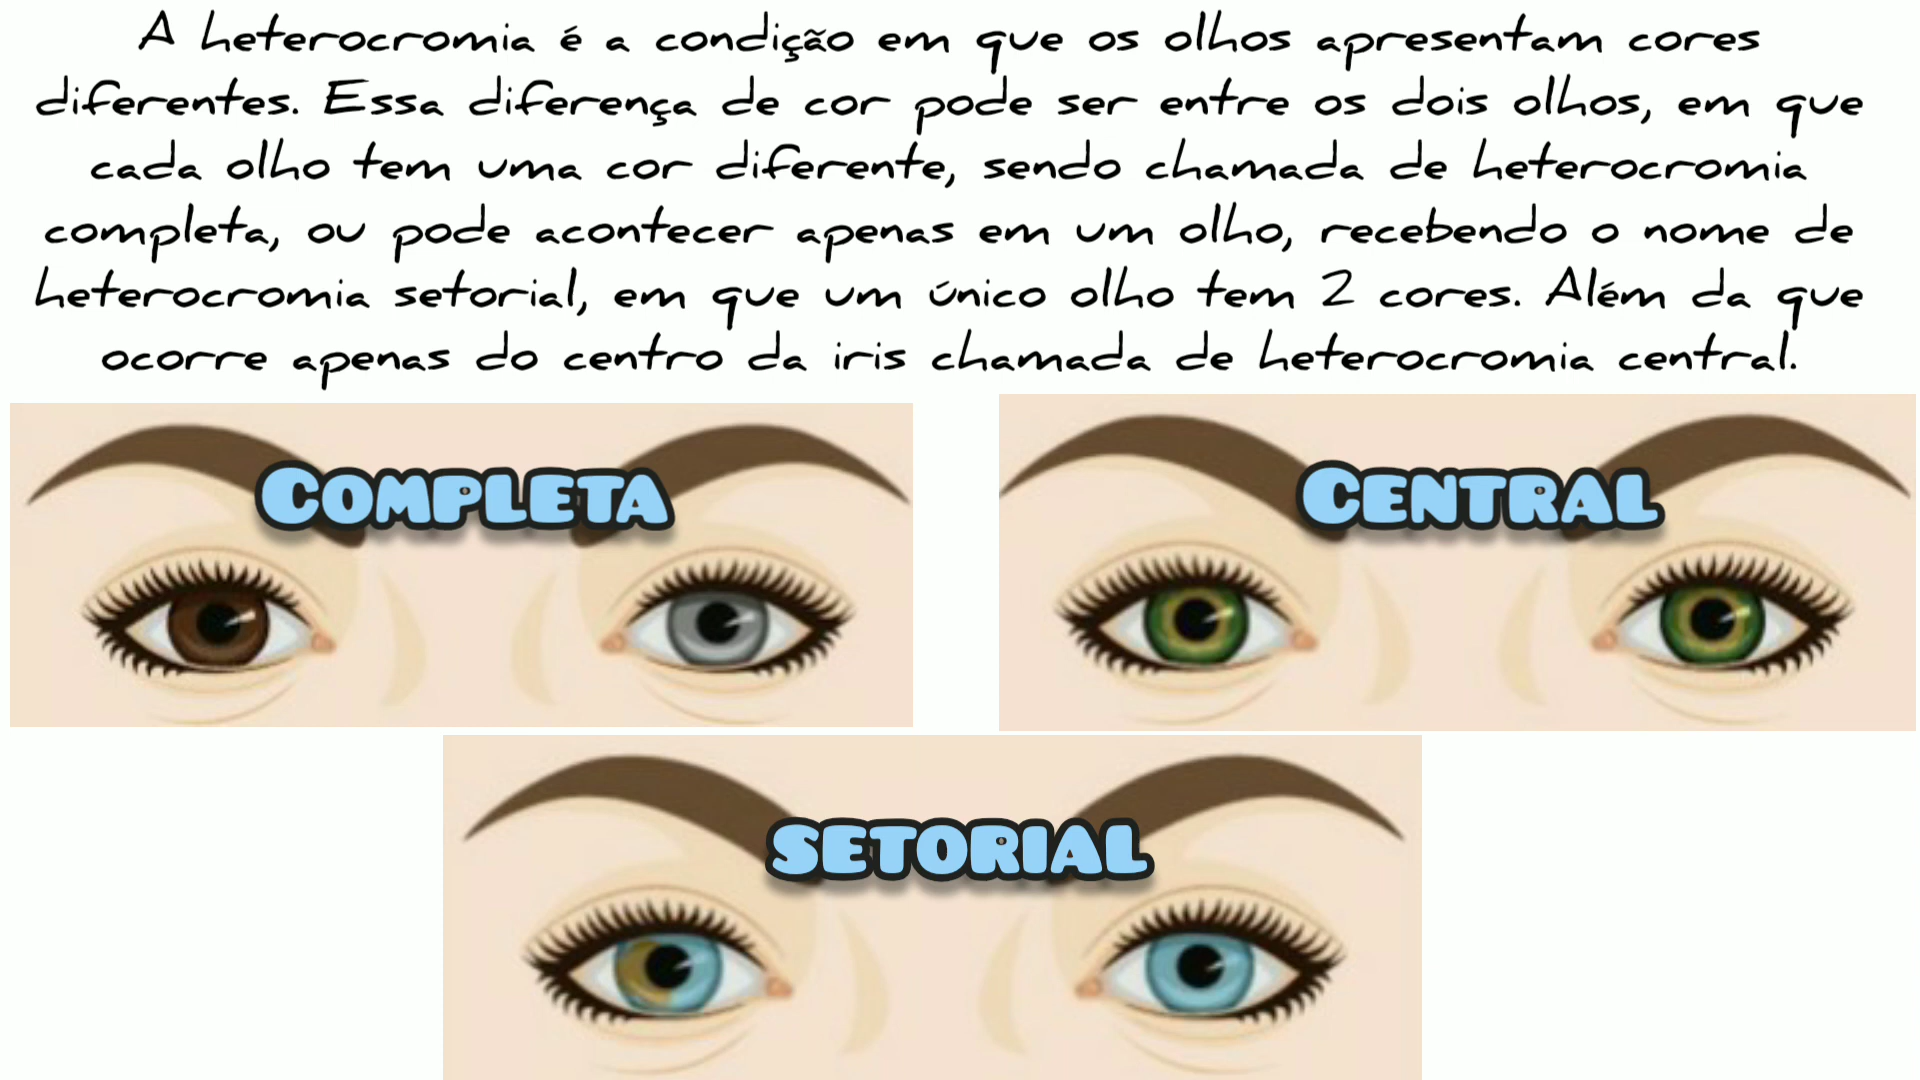 A heterocromia é a condição em que os olhos apresentam cores
diferentes. Essa diferença de cor pode ser entre os dois olhos, em que
cada olho tem uma cor diferente, sendo chamada de heterocromia
completa, ou pode acontecer apenas em um olho, recebendo o nome de
heterocromia setorial, em que um único olho tem 2 cores. Além da que
ocorre apenas do centro da iris chamada de heterocromia central.
COMPLETA
CENTRAL
SETORIAL